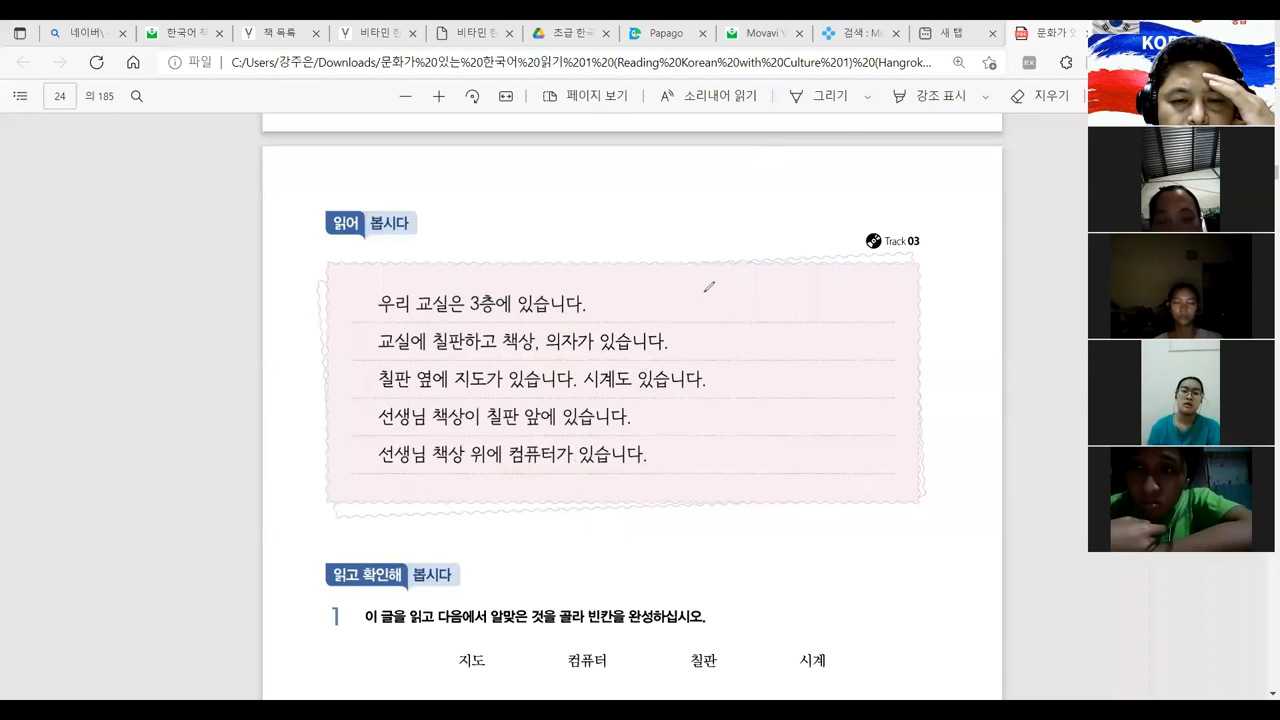 네이버\
한국어 ㅊ
책 목록
비타민 힌
비타민 힌
초급 한국
Papago
Movavi V
검색 : Mc
새 탭
문화가 있
파일
C:/Users/강주은/Downloads/문화가%20있는%20한국어%20읽기%201%20(Reading%20Korean%20with%20Culture%201)%20(Hangrok...
24 의 185
페이지 보기
소리내어 읽기
그리기
강조 표시
지우기
읽어 봅시다
Track 03
우리 교실은 3층에 있습니다.
교실에 칠판하고 책상, 의자가 있습니다.
칠판 옆에 지도가 있습니다. 시계도 있습니다.
선생님 책상이 칠판 앞에 있습니다.
선생님 책상 위에 컴퓨터가 있습니다.
읽고 확인해 봅시다
1 이 글을 읽고 다음에서 알맞은 것을 골라 빈칸을 완성하십시오.
지도 컴퓨터 칠판 시계